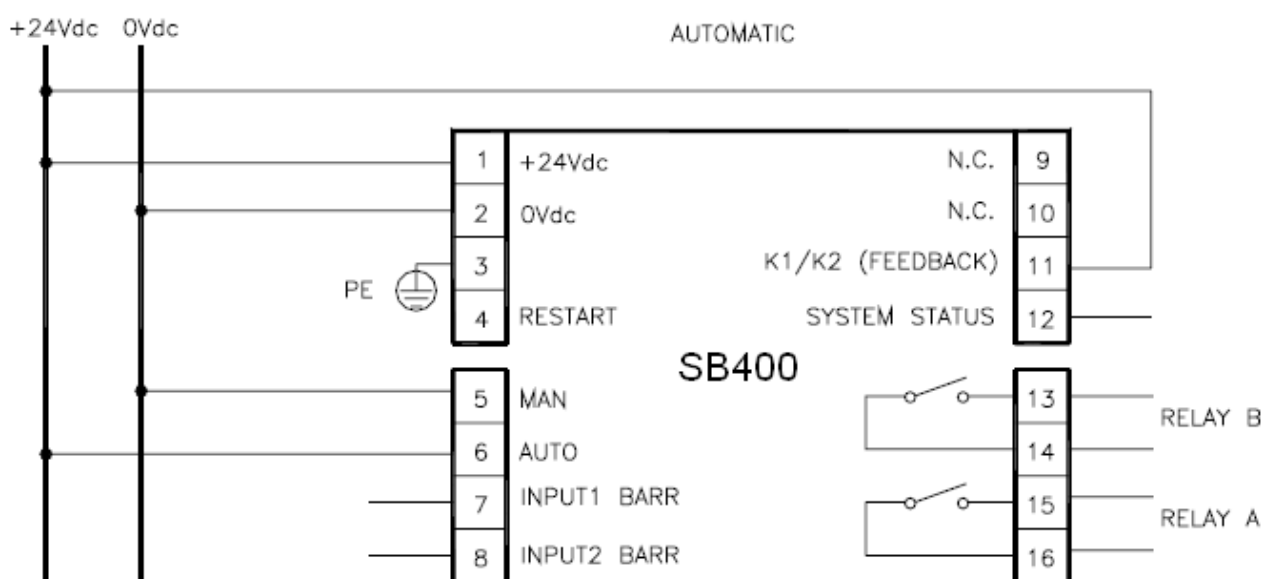 +24Vdc 0Vdc
AUTOMATIC
1 +24Vdc N.C. 9
2 0Vdc N.C. 10
PE 3 K1/K2 (FEEDBACK) 11
4 RESTART SYSTEM STATUS 12
SB400
5 MAN 13
RELAY B
6 AUTO 14
7 INPUT1 BARR 15
RELAY A
8 INPUT2 BARR 16